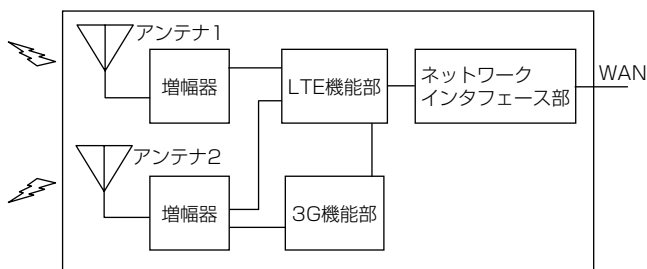 アンテナ1
増幅器
LTE機能部
ネットワーク
インタフェース部
WAN
アンテナ2
増幅器
3G機能部